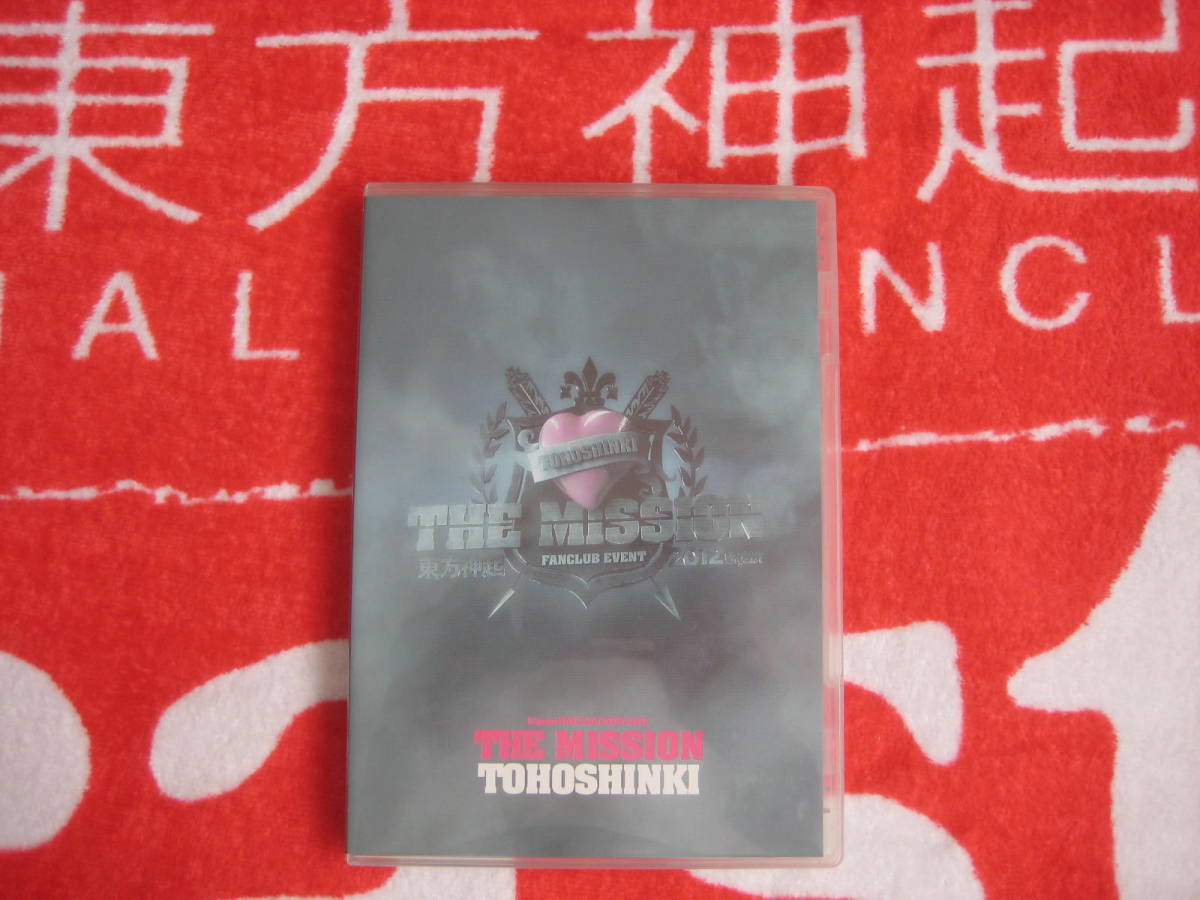 東方神起
IAL
NCL
TOHOSHINKI
THE MISSION
FANCLUB EVENT
東方神起
2012
THE MISSION
TOHOSHINKI